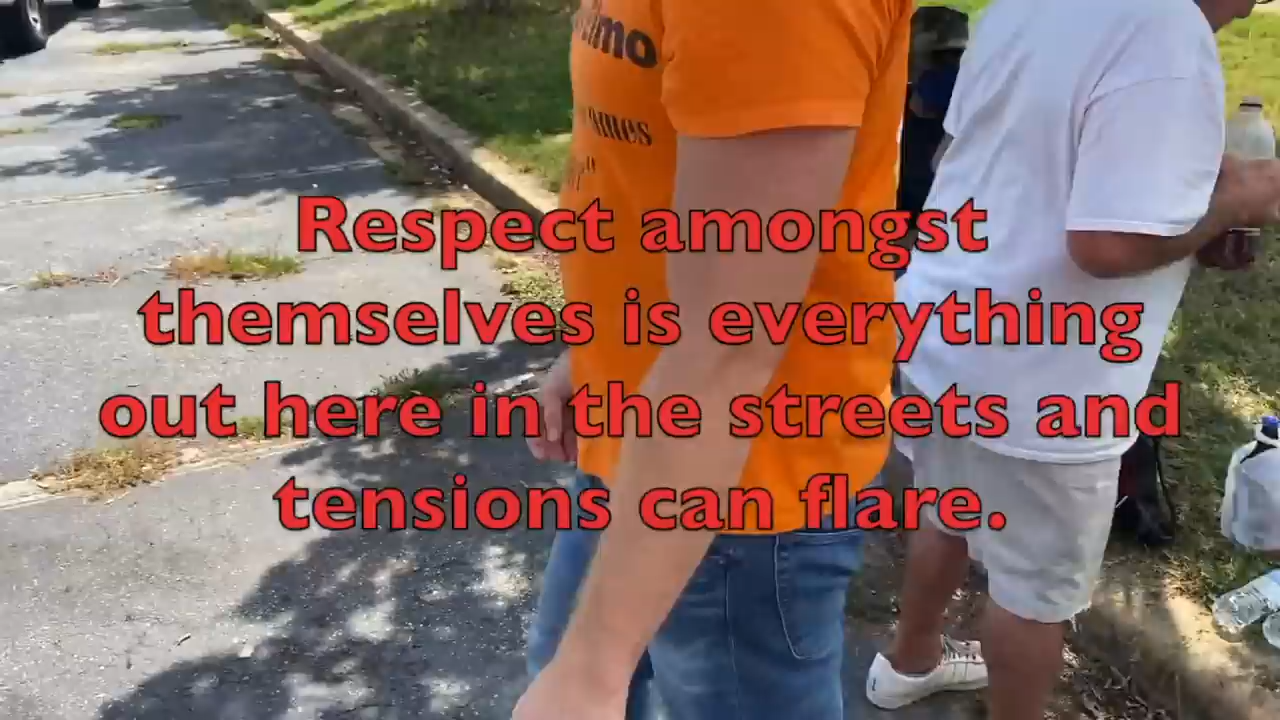 Respect amongst
themselves is everything
out here in the streets and
tensions can flare.